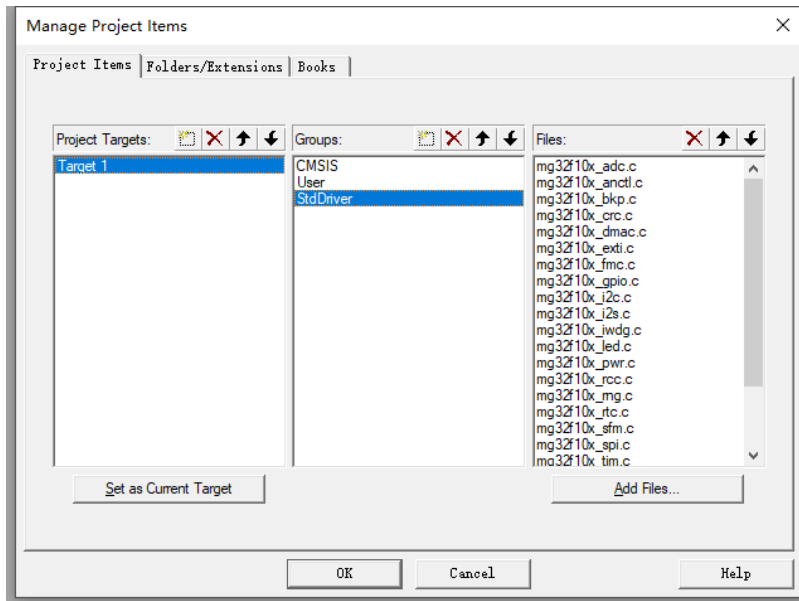 Manage Project Items
Project Items Folders/Extensions Books
Project Targets: Groups: Files:
Target 1
CMSIS
User
StdDriver
mg32f10x_adc.c
mg32f10x_anctl.c
mg32f10x_bkp.c
mg32f10x_crc.c
mg32f10x_dmac.c
mg32f10x_exti.c
mg32f10x_fmc.c
mg32f10x_gpio.c
mg32f10x_i2c.c
mg32f10x_i2s.c
mg32f10x_iwdg.c
mg32f10x_led.c
mg32f10x_pwr.c
mg32f10x_rcc.c
mg32f10x_rng.c
mg32f10x_rtc.c
mg32f10x_sfm.c
mg32f10x_spi.c
mg32f10x_tim.c
Set as Current Target Add Files...
OK Cancel Help